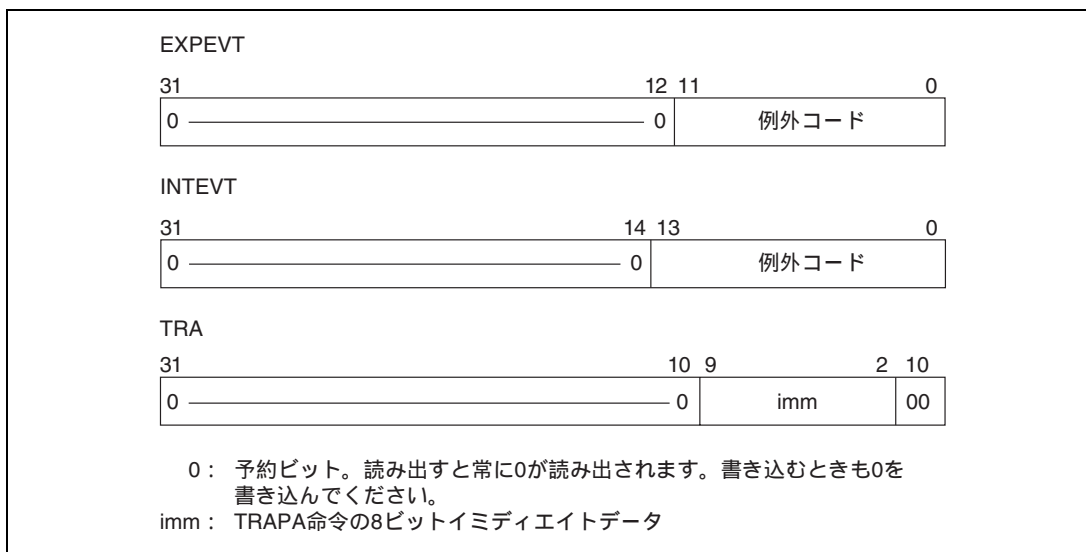 EXPEVT
31 12 11 0
0 0 例外コード
INTEVT
31 14 13 0
0 0 例外コード
TRA
31 10 9 2 10
0 0 imm 00
0： 予約ビット。読み出すと常に0が読み出されます。書き込むときも0を
書き込んでください。
imm： TRAPA命令の8ビットイミディエイトデータ